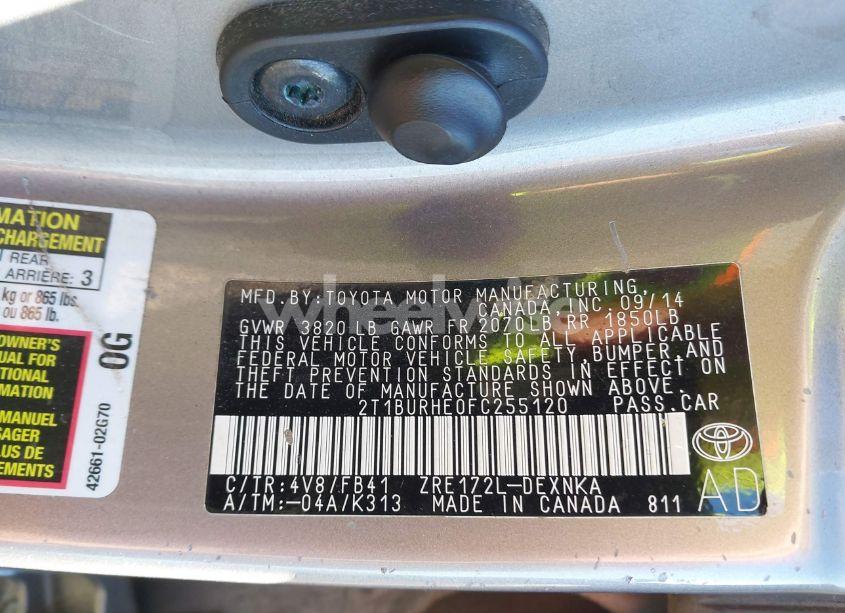 MATION
CHARGEMENT
REAR
ARRIÈRE: 3
kg or 865 lbs.
ou 865 lb.
OWNER'S
UAL FOR
TIONAL
RMATION
MANUEL
SAGER
LUS DE
EMENTS
0G
42661-02G70
MFD.BY:TOYOTA MOTOR MANUFACTURING,
CANADA, INC. 09/14
GVWR 3820 LB GAWR FR 2070LB RR 1850LB
THIS VEHICLE CONFORMS TO ALL APPLICABLE
FEDERAL MOTOR VEHICLE SAFETY, BUMPER,AND
THEFT PREVENTION STANDARDS IN EFFECT ON
THE DATE OF MANUFACTURE SHOWN ABOVE.
2T1BURHE0FC255120 PASS.CAR
C/TR:4V8/FB41 ZRE172L-DEXNKA
A/TM:-04A/K313 MADE IN CANADA 811
AD